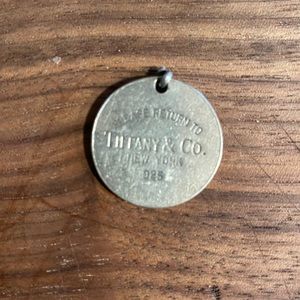 PLEASE RETURN TO
TIFFANY & CO.
NEW YORK
925